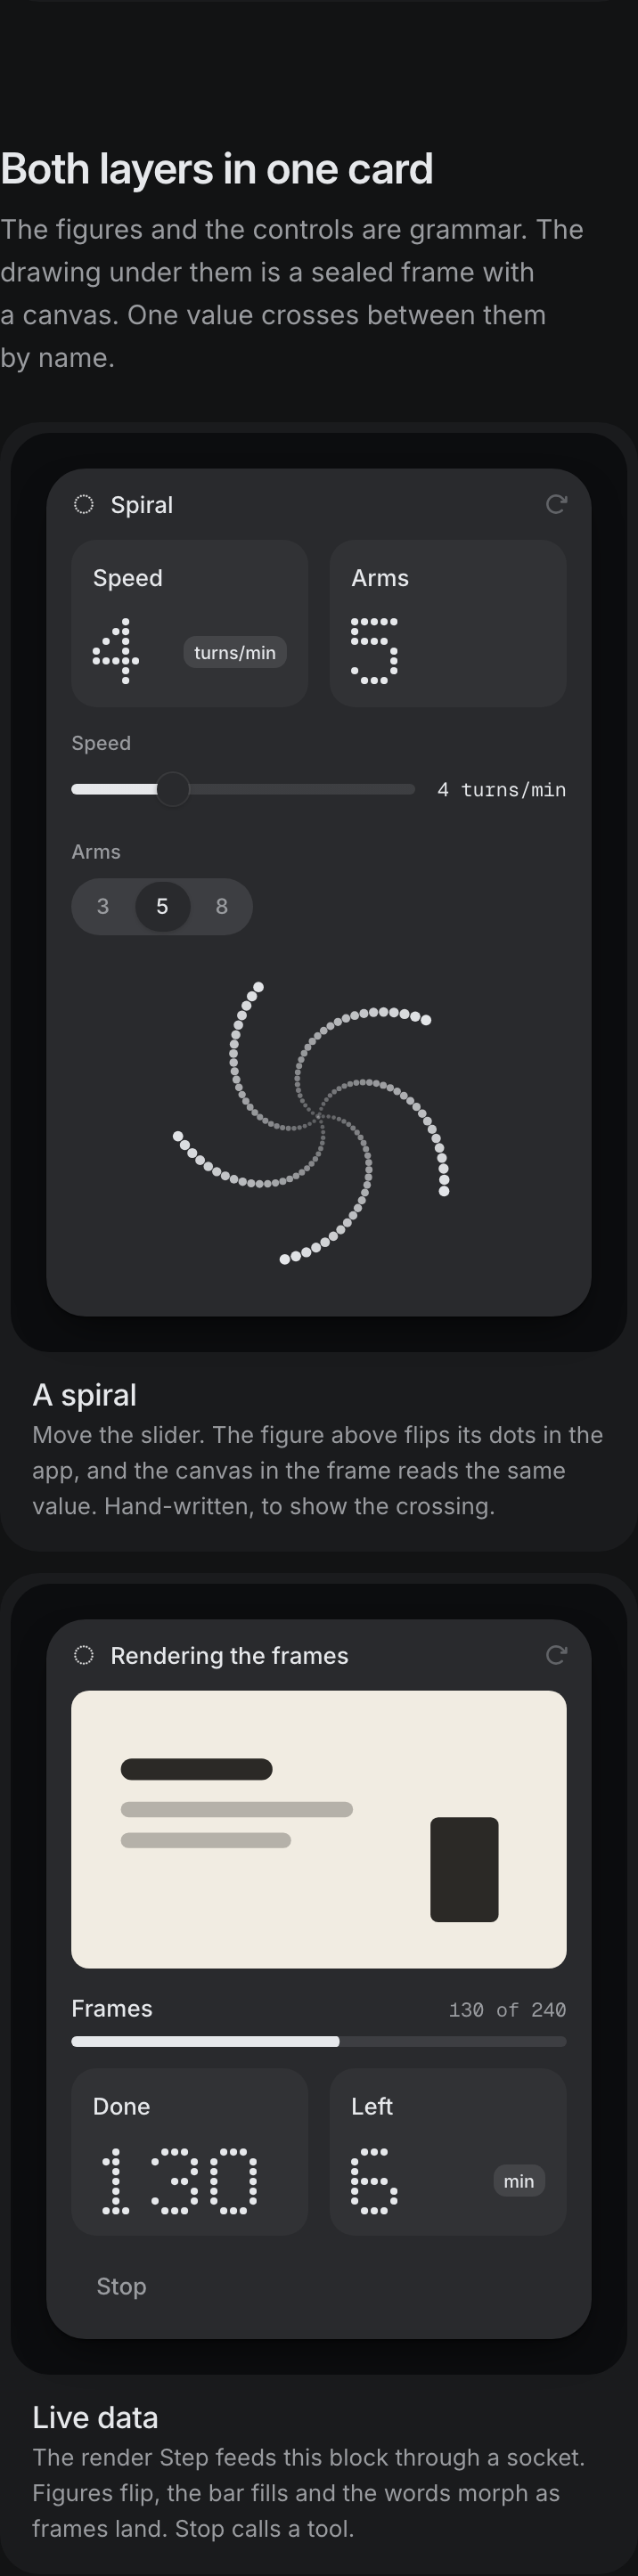 Both layers in one card
The figures and the controls are grammar. The
drawing under them is a sealed frame with
a canvas. One value crosses between them
by name.
Spiral
Speed
4 turns/min
Arms
5
Speed
4 turns/min
Arms
3 5 8
A spiral
Move the slider. The figure above flips its dots in the
app, and the canvas in the frame reads the same
value. Hand-written, to show the crossing.
Rendering the frames
Frames 130 of 240
Done
130
Left
6 min
Stop
Live data
The render Step feeds this block through a socket.
Figures flip, the bar fills and the words morph as
frames land. Stop calls a tool.